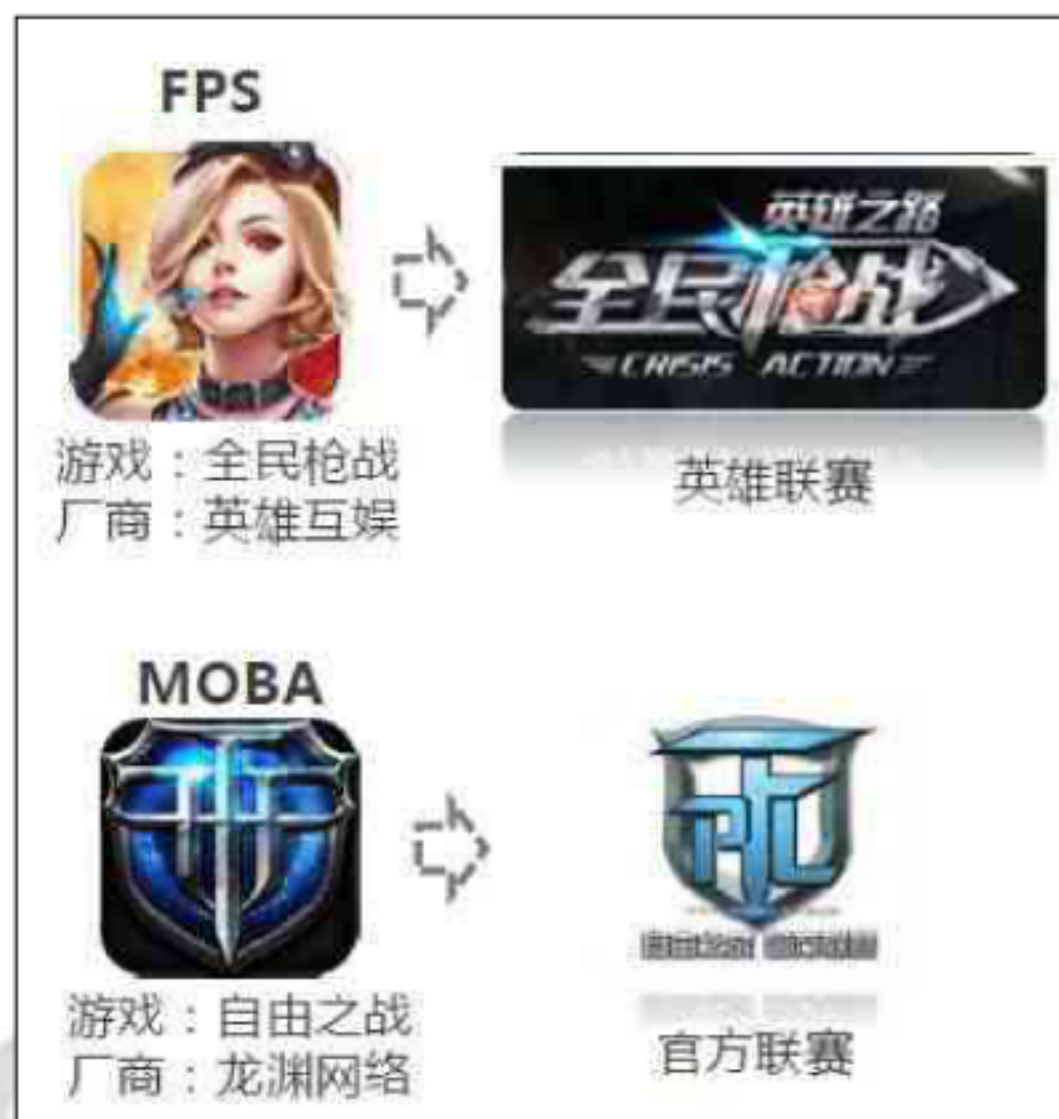 FPS
英雄之路
全民枪战
CRISIS ACTION
游戏：全民枪战
厂商：英雄互娱
英雄联赛
MOBA
游戏：自由之战
厂商：龙渊网络
官方联赛